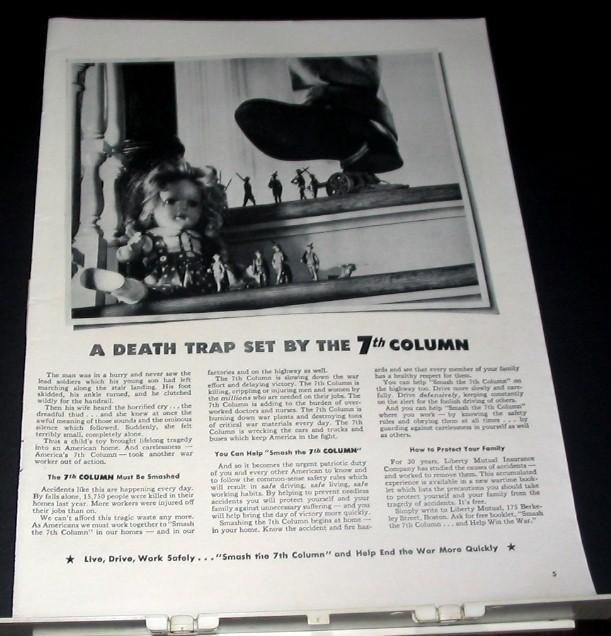 A DEATH TRAP SET BY THE 7th COLUMN
The man was in a hurry and never saw the
lead soldiers which his young son had left
marching along the stair landing. His foot
skidded, his ankle turned, and he clutched
wildly for the handrail.
Then his wife heard the horrified cry . . . the
dreadful thud . . . and she knew at once the
awful meaning of those sounds and the ominous
silence which followed. Suddenly, she felt
terribly small, completely alone.
Thus a child's toy brought lifelong tragedy
into an American home. And carelessness —
America's 7th Column — took another war
worker out of action.
The 7th COLUMN Must Be Smashed
Accidents like this are happening every day.
By falls alone, 15,750 people were killed in their
homes last year. More workers were injured off
their jobs than on.
We can't afford this tragic waste any more.
As Americans we must work together to "Smash
the 7th Column" in our homes — and in our
factories and on the highway as well.
The 7th Column is slowing down the war
effort and delaying victory. The 7th Column is
killing, crippling or injuring men and women by
the millions who are needed on their jobs. The
7th Column is adding to the burden of over-
worked doctors and nurses. The 7th Column is
burning down war plants and destroying tons
of critical war materials every day. The 7th
Column is wrecking the cars and trucks and
buses which keep America in the fight.
You Can Help "Smash the 7th COLUMN"
And so it becomes the urgent patriotic duty
of you and every other American to know and
to follow the common-sense safety rules which
will result in safe driving, safe living, safe
working habits. By helping to prevent needless
accidents you will protect yourself and your
family against unnecessary suffering — and you
will help bring the day of victory more quickly.
Smashing the 7th Column begins at home —
in your home. Know the accident and fire haz-
ards and see that every member of your family
has a healthy respect for them.
You can help "Smash the 7th Column" on
the highway too. Drive more slowly and care-
fully. Drive defensively, keeping constantly
on the alert for the foolish driving of others.
And you can help "Smash the 7th Column"
where you work — by knowing the safety
rules and obeying them at all times . . . by
guarding against carelessness in yourself as well
as others.
How to Protect Your Family
For 30 years, Liberty Mutual Insurance
Company has studied the causes of accidents —
and worked to remove them. This accumulated
experience is available in a new wartime book-
let which lists the precautions you should take
to protect yourself and your family from the
tragedy of accidents. It's free.
Simply write to Liberty Mutual, 175 Berke-
ley Street, Boston. Ask for free booklet, "Smash
the 7th Column . . . and Help Win the War."
★ Live, Drive, Work Safely . . . "Smash the 7th Column" and Help End the War More Quickly ★
5